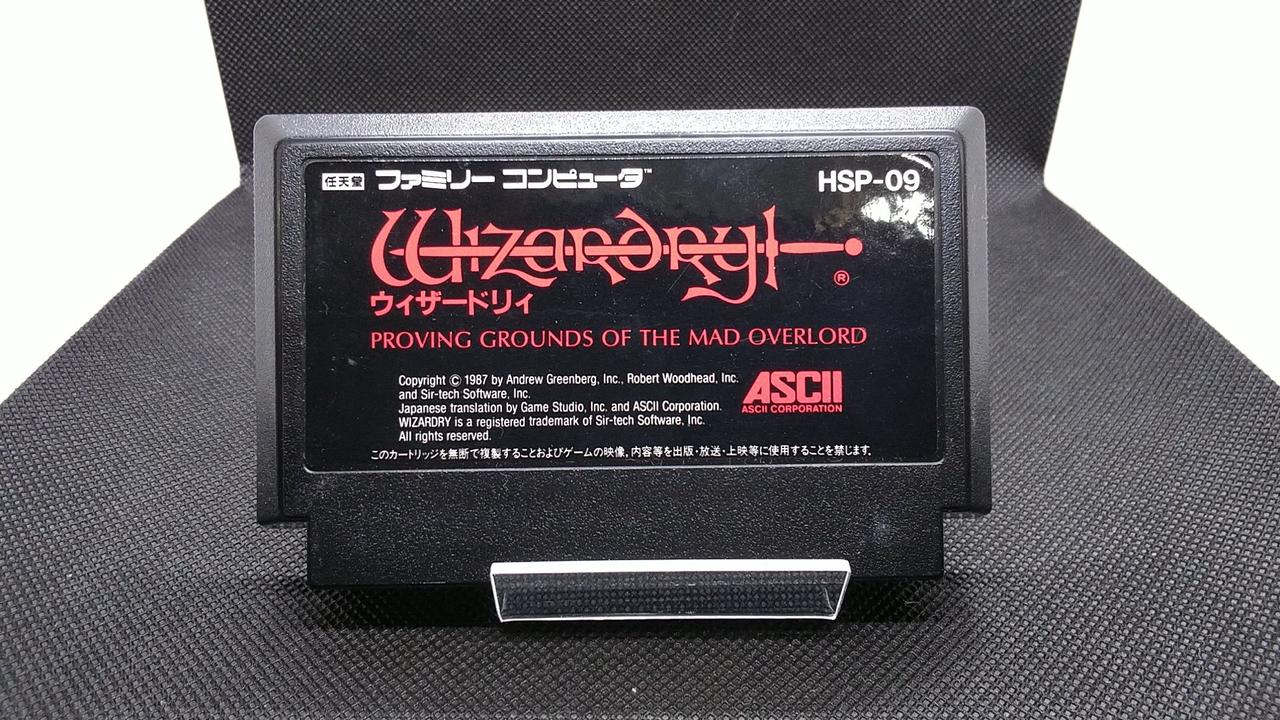 任天堂 ファミリー コンピュータ™ HSP-09
Wizardry
®
ウィザードリィ
PROVING GROUNDS OF THE MAD OVERLORD
Copyright © 1987 by Andrew Greenberg, Inc., Robert Woodhead, Inc.
and Sir-tech Software, Inc.
Japanese translation by Game Studio, Inc. and ASCII Corporation.
WIZARDRY is a registered trademark of Sir-tech Software, Inc.
All rights reserved.
ASCII
ASCII CORPORATION
このカートリッジを無断で複製することおよびゲームの映像, 内容等を出版・放送・上映等に使用することを禁じます。